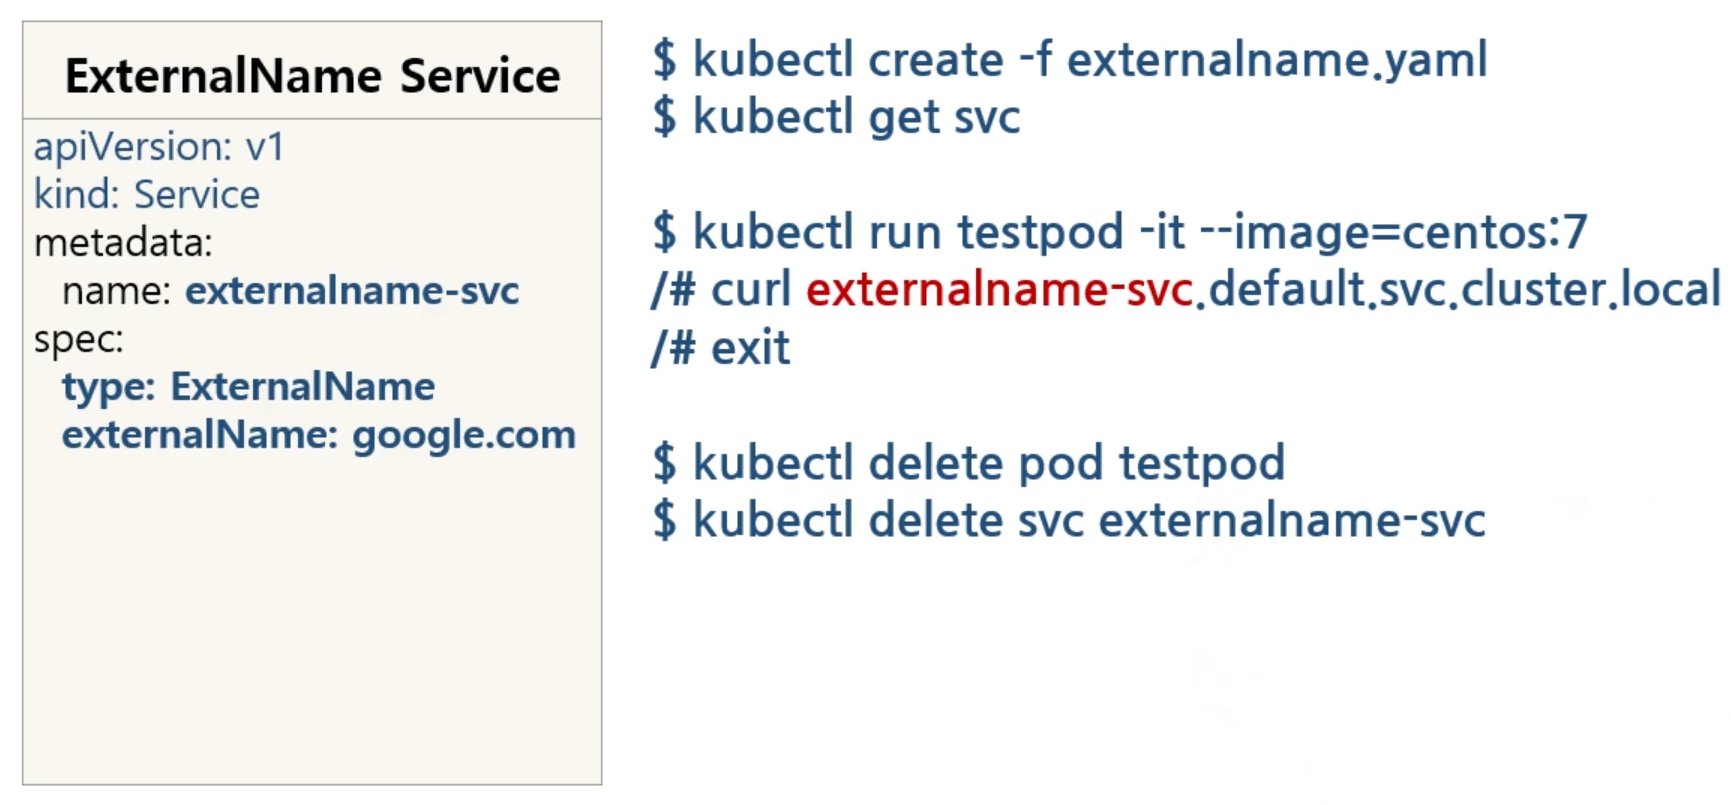 ExternalName Service
apiVersion: v1
kind: Service
metadata:
  name: externalname-svc
spec:
  type: ExternalName
  externalName: google.com
$ kubectl create -f externalname.yaml
$ kubectl get svc
$ kubectl run testpod -it --image=centos:7
/# curl externalname-svc.default.svc.cluster.local
/# exit
$ kubectl delete pod testpod
$ kubectl delete svc externalname-svc